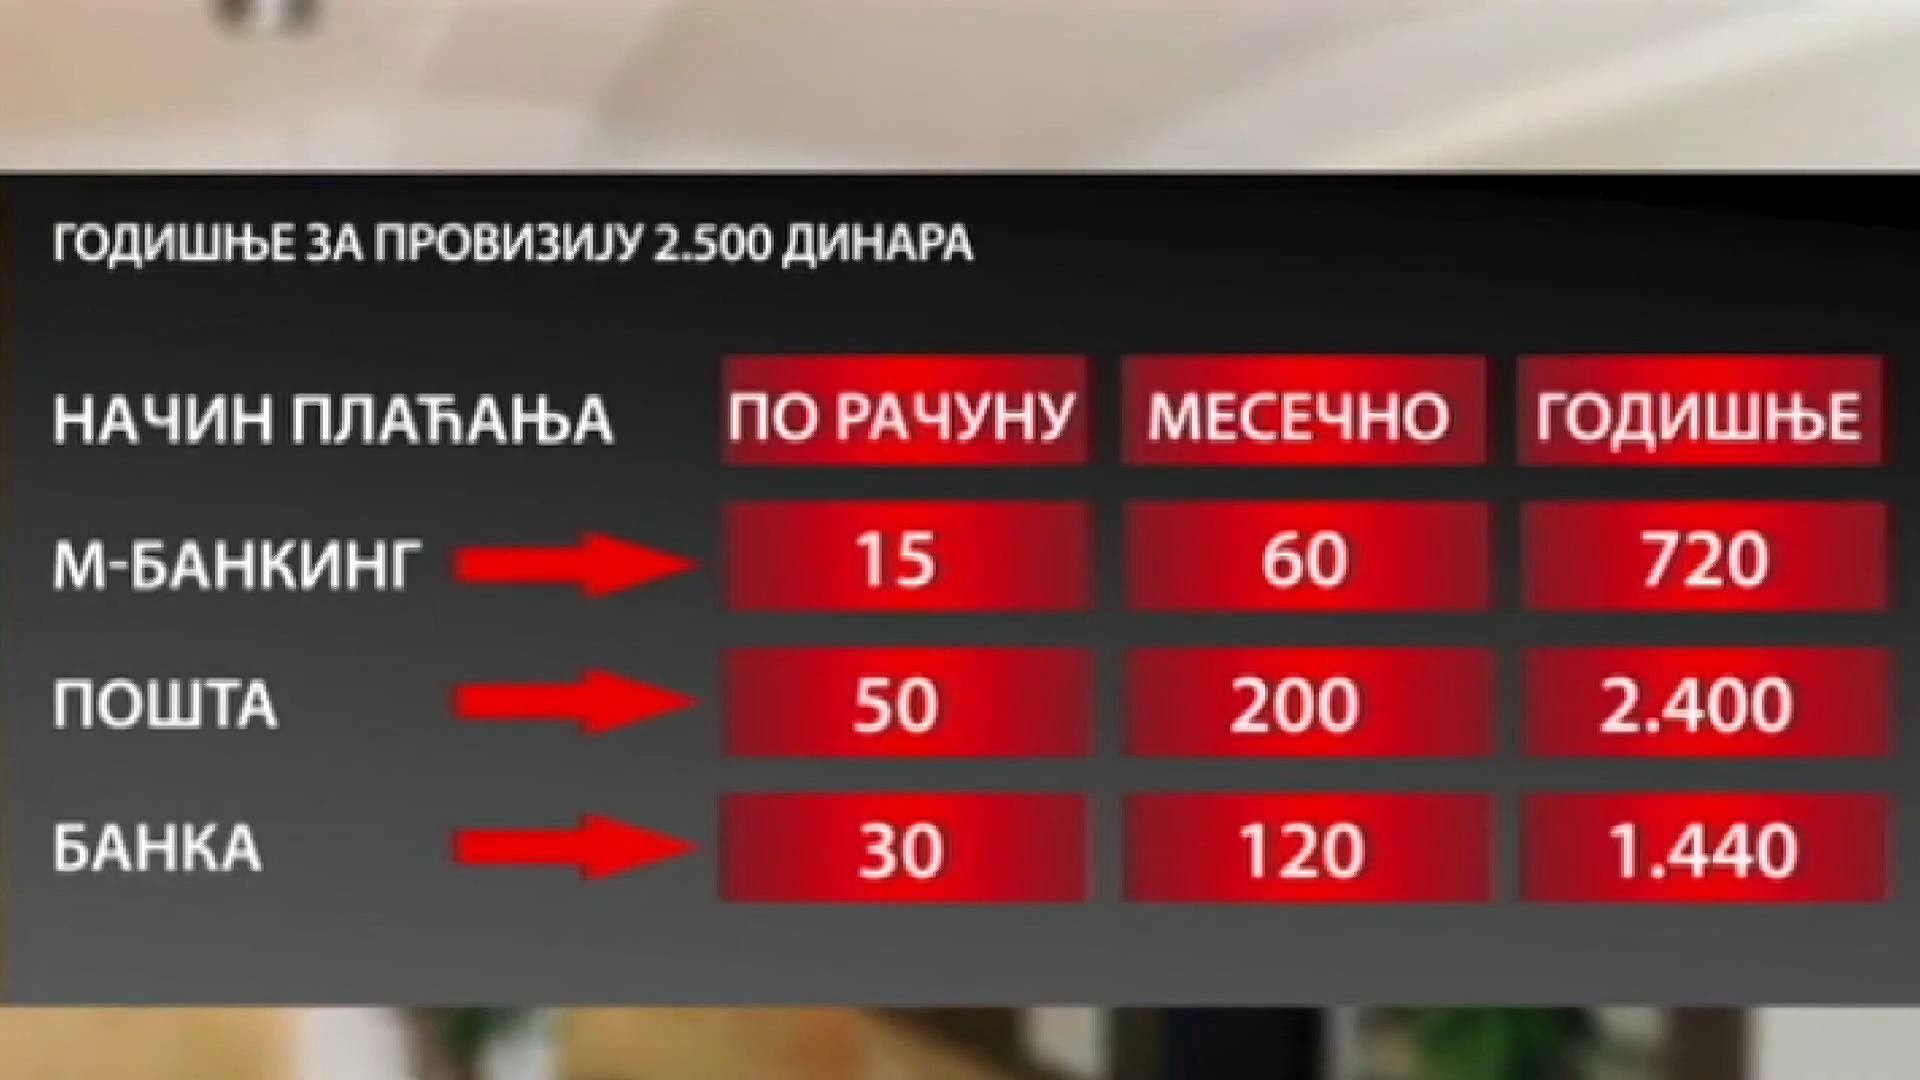 ГОДИШЊЕ ЗА ПРОВИЗИЈУ 2.500 ДИНАРА
НАЧИН ПЛАЋАЊА ПО РАЧУНУ МЕСЕЧНО ГОДИШЊЕ
М-БАНКИНГ 15 60 720
ПОШТА 50 200 2.400
БАНКА 30 120 1.440